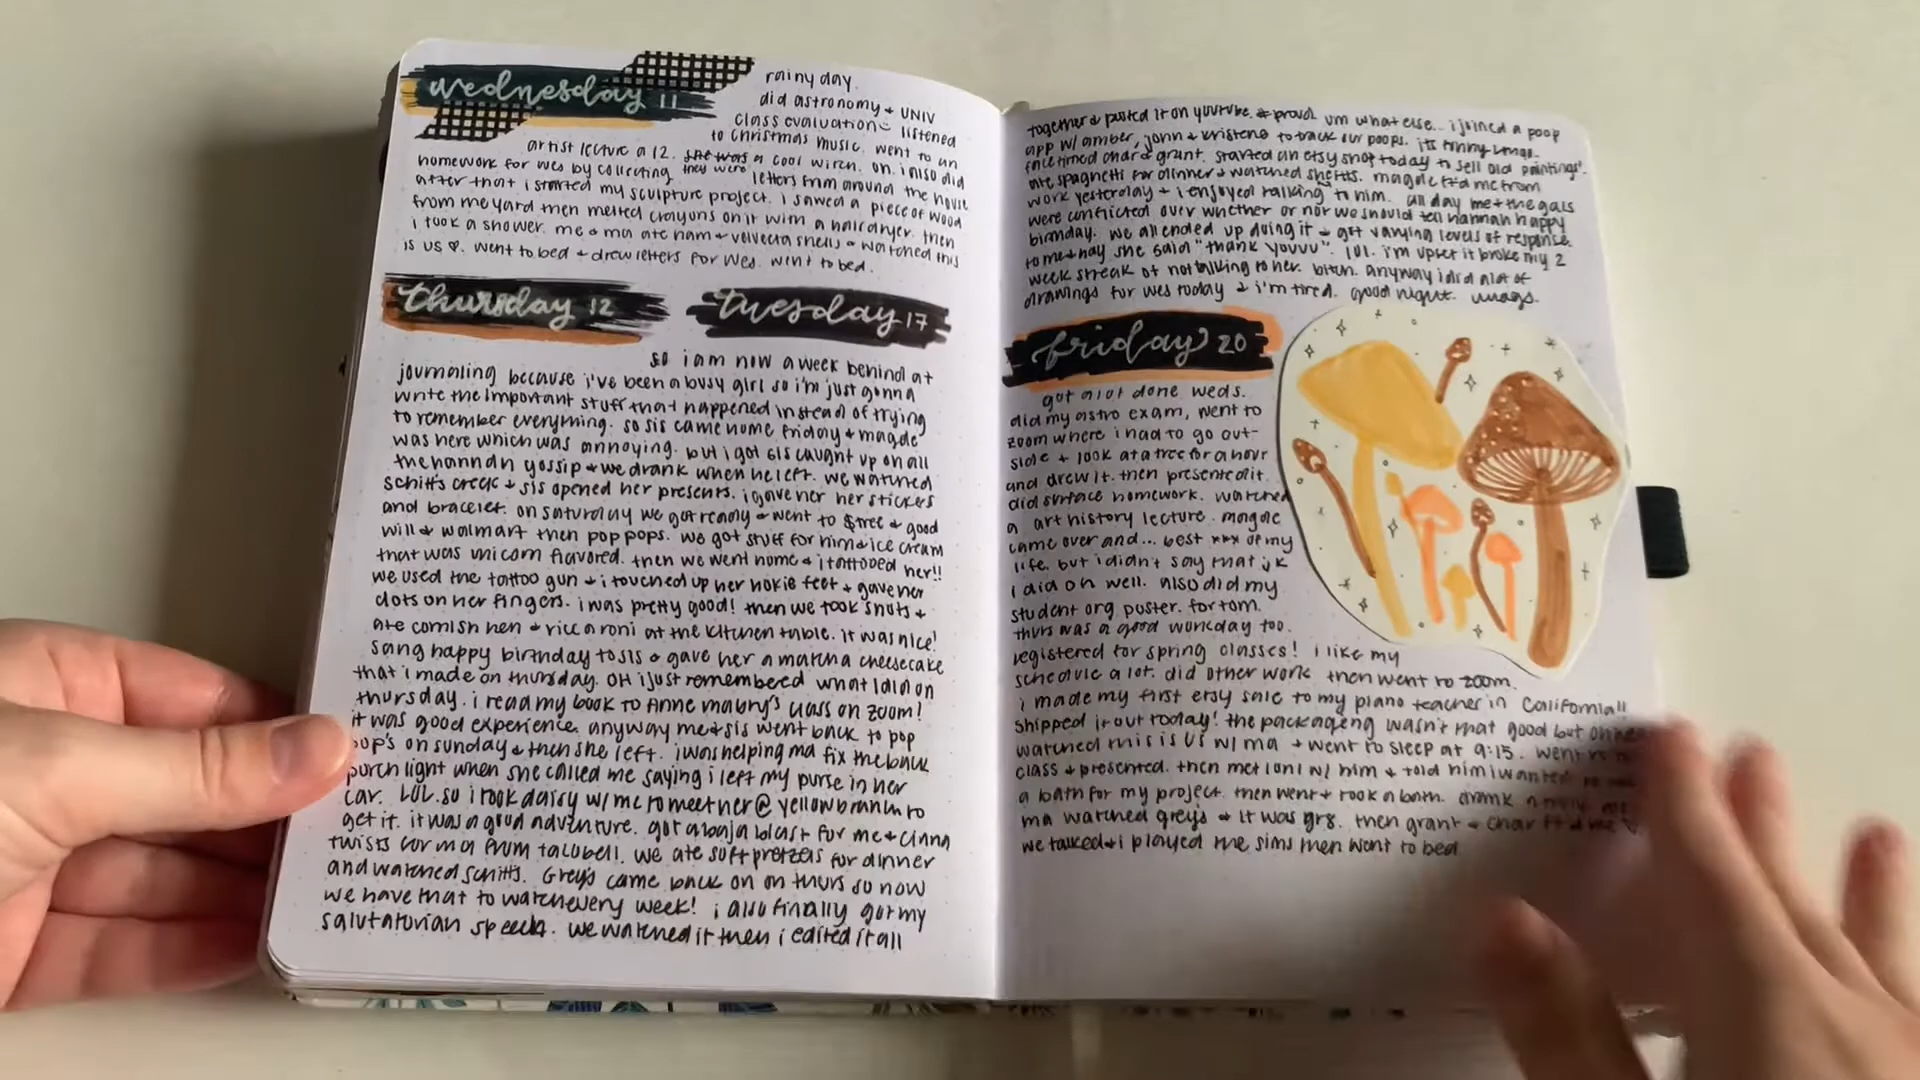 wednesday 11
rainy day
did astronomy + UNIV
class evaluation listened
to christmas music. went to an
artist lecture @ 12. she was a cool witch. on. i also did
homework for wes by collecting they were letters from around the house
after that i started my sculpture project. i sawed a piece of wood
from the yard then melted crayons on it with a hairdryer. then
i took a shower. me + ma ate ham + velveeta shells + watched this
is us ♡. went to bed + drew letters for wes. went to bed.
thursday 12
tuesday 17
so i am now a week behind at
journaling because i've been a busy girl so i'm just gonna
write the important stuff that happened instead of trying
to remember everything. so sis came home friday + magde
was here which was annoying. but i got sis caught up on all
the hannah gossip + we drank when he left. we watched
schitts creek + sis opened her presents. i gave her her stickers
and bracelet. on saturday we got ready + went to $tree + good
will + walmart then pop pops. we got stuff for him + ice cream
that was unicorn flavored. then we went home + i tattooed her!!
we used the tattoo gun + i touched up her hokie feet + gave her
dots on her fingers. i was pretty good! then we took shots +
ate cornish hen + rice a roni at the kitchen table. it was nice!
sang happy birthday to sis + gave her a matcha cheesecake
that i made on thursday. OH i just remembered what i did on
thursday. i read my book to Anne mabry's class on zoom!
it was good experience. anyway me + sis went back to pop
pop's on sunday + then she left. i was helping ma fix the back
porch light when she called me saying i left my purse in her
car. LOL. so i took daisy w/ me to meet her @ yellow branch to
get it. it was a good adventure. got a baja blast for me + cinna
twists for ma from taco bell. we ate soft pretzels for dinner
and watched schitts. Grey's came back on on thurs so now
we have that to watch every week! i also finally got my
salutatorian speech. we watched it then i edited it all
together + posted it on youtube. + proud um what else... i joined a poop
app w/ amber, john + kristen to track our poops. its funny
facetimed char + grant. started an etsy shop today to sell old paintings.
ate spaghetti for dinner + watched shitts. magde ft'd me from
work yesterday + i enjoyed talking to him. all day me + the gals
were conflicted over whether or not we should tell hannah happy
birthday. we all ended up doing it + got varying levels of response.
to me + hay she said "thank youuu". lol. i'm upset it broke my 2
week streak of not talking to her. bitch. anyway i did a lot of
drawings for wes today + i'm tired. good night.
friday 20
got a lot done weds.
did my astro exam, went to
zoom where i had to go out-
side + look at a tree for an hour
and drew it. then presented it.
did surface homework. watched
a art history lecture. magde
came over and... best xxx of my
life. but i didn't say that jk
i did oh well. also did my
student org poster. for tom.
thurs was a good workday too.
registered for spring classes! i like my
schedule a lot. did other work then went to zoom.
i made my first etsy sale to my piano teacher in California!!
shipped it out today! the packaging wasn't that good but oh
watched this is us w/ ma + went to sleep at 9:15. went
class + presented. then met w/ him + told him i wanted
a bath for my project. then went + took a bath. drank
ma watched greys + it was gr8. then grant + char ft'd me
we talked + i played the sims then went to bed